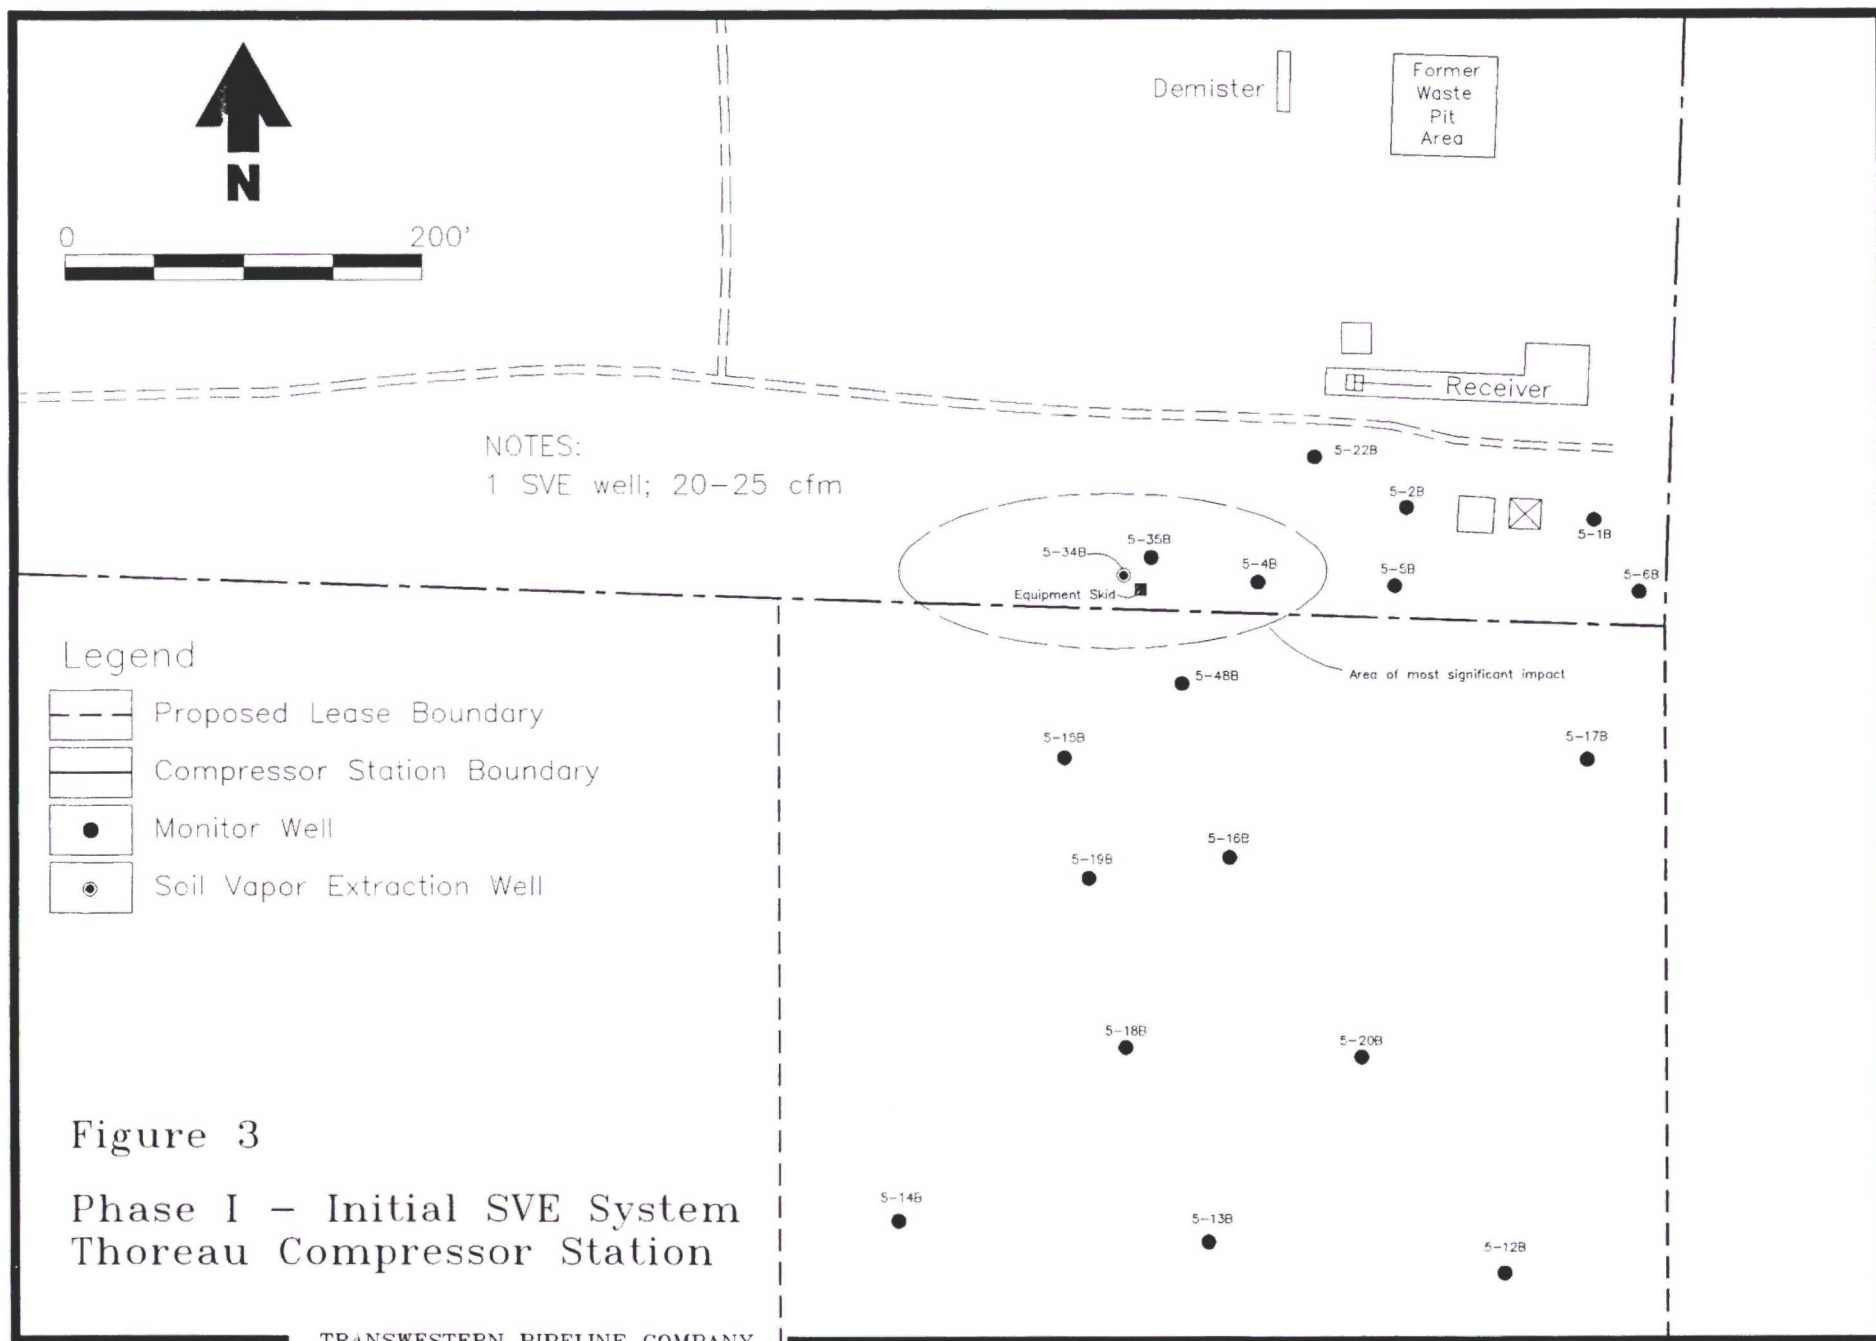 Demister
Former
Waste
Pit
Area
N
0 200'
Receiver
NOTES:
1 SVE well; 20-25 cfm
5-22B
5-2B
5-1B
5-35B
5-34B
5-4B
5-5B
5-6B
Equipment Skid
Area of most significant impact
Legend
Proposed Lease Boundary
Compressor Station Boundary
Monitor Well
Soil Vapor Extraction Well
5-48B
5-15B
5-17B
5-16B
5-19B
5-18B
5-20B
5-14B
5-13B
5-12B
Figure 3
Phase I - Initial SVE System
Thoreau Compressor Station
TRANSWESTERN PIPELINE COMPANY